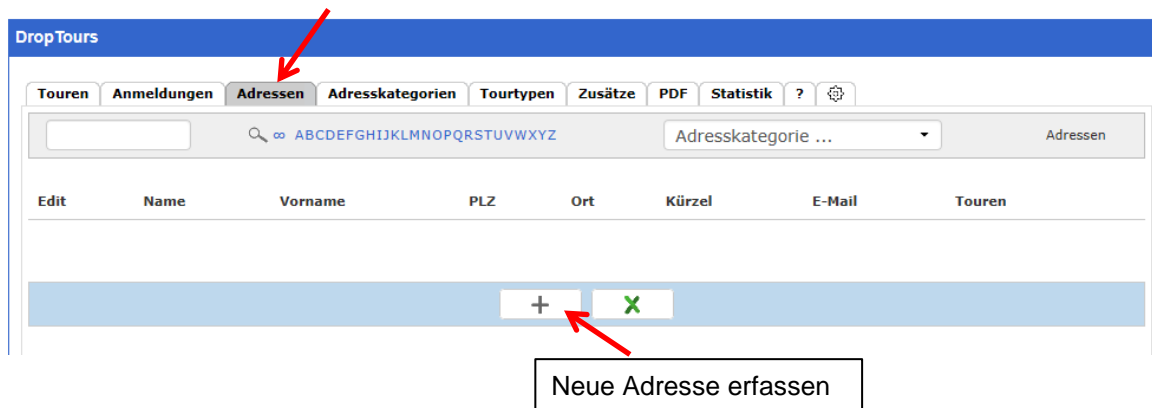 DropTours
Touren Anmeldungen Adressen Adresskategorien Tourtypen Zusätze PDF Statistik ?
∞ ABCDEFGHIJKLMNOPQRSTUVWXYZ Adresskategorie ... Adressen
Edit Name Vorname PLZ Ort Kürzel E-Mail Touren
Neue Adresse erfassen